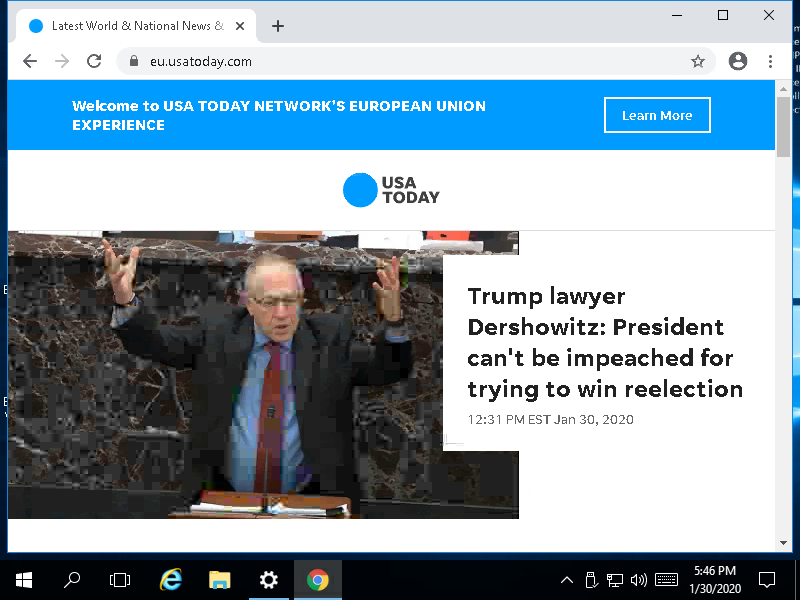 Latest World & National News &
eu.usatoday.com
Welcome to USA TODAY NETWORK'S EUROPEAN UNION
EXPERIENCE
Learn More
USA
TODAY
Trump lawyer
Dershowitz: President
can't be impeached for
trying to win reelection
12:31 PM EST Jan 30, 2020
5:46 PM
1/30/2020